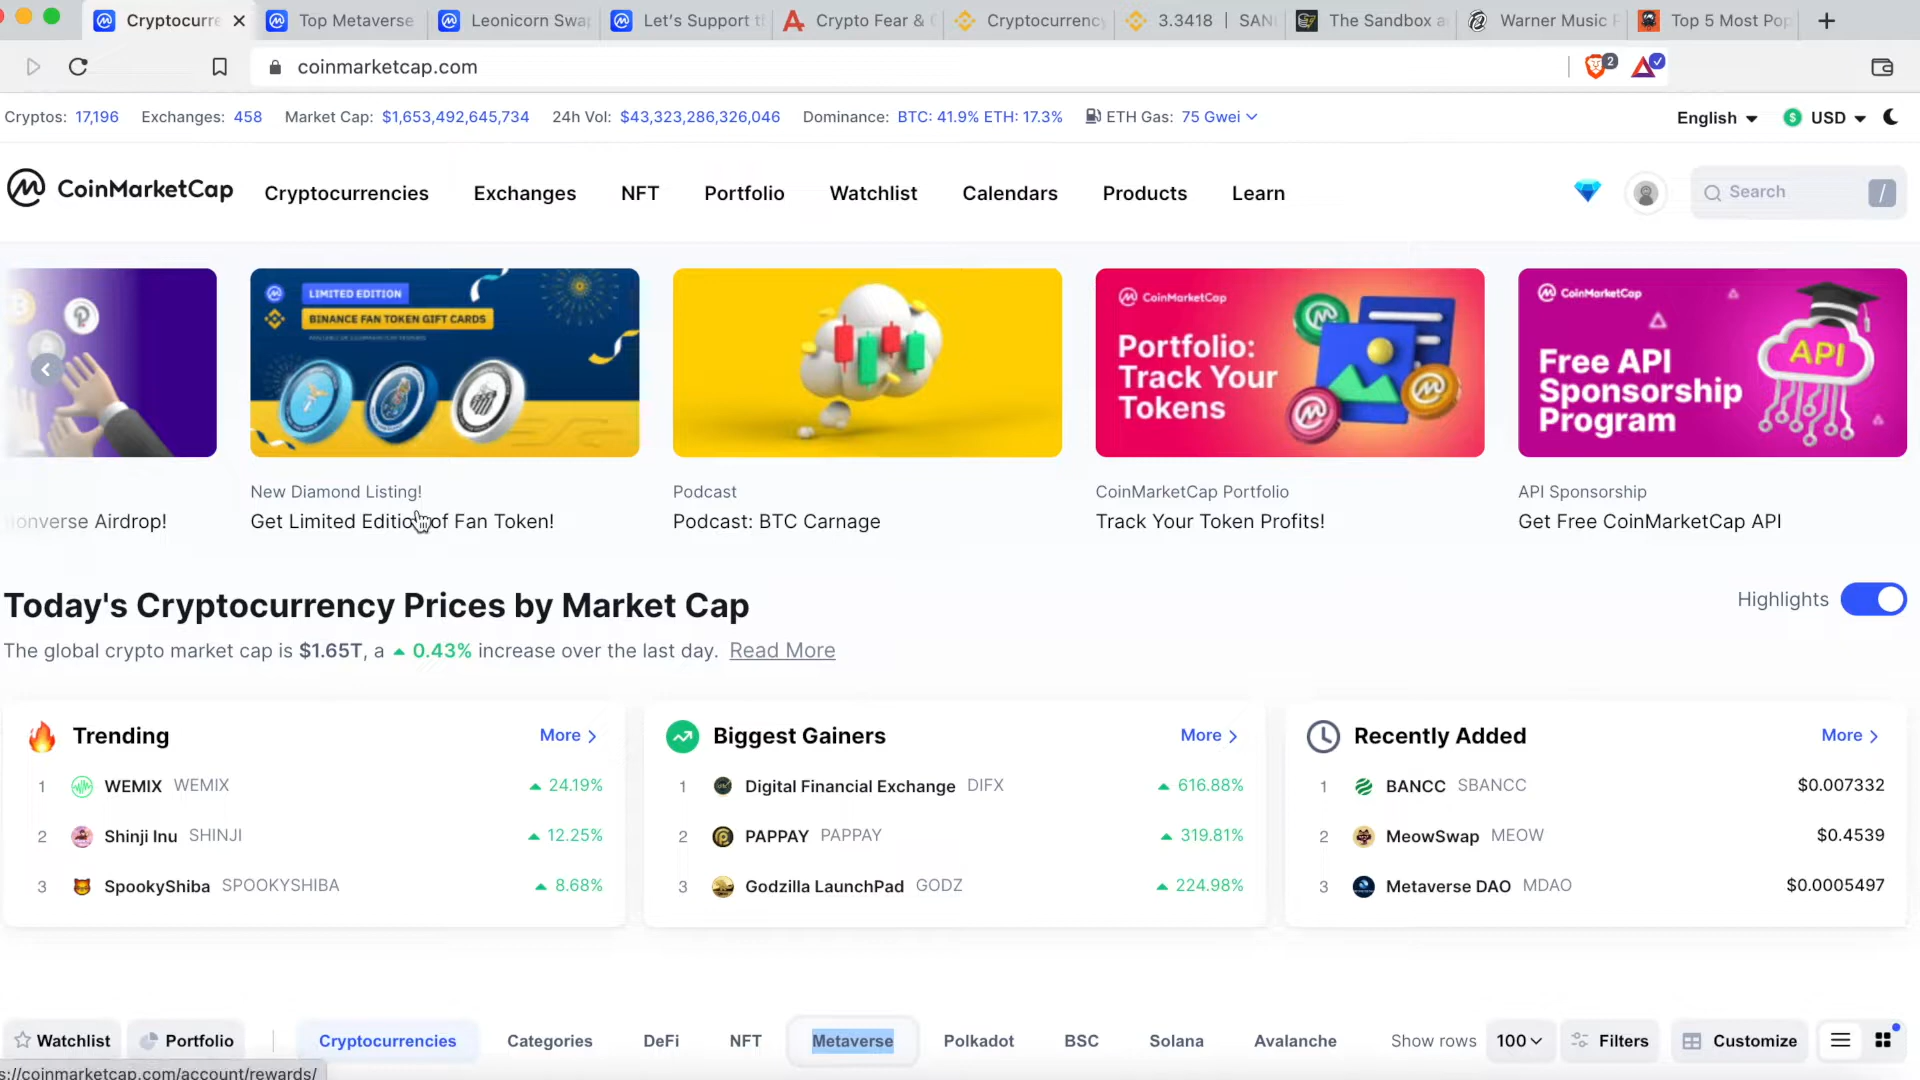 Cryptocurre
Top Metaverse
Leonicorn Swa
Let's Support t
Crypto Fear &
Cryptocurrency
3.3418 | SAN
The Sandbox a
Warner Music
Top 5 Most Pop
coinmarketcap.com
2
Cryptos: 17,196 Exchanges: 458 Market Cap: $1,653,492,645,734 24h Vol: $43,323,286,326,046 Dominance: BTC: 41.9% ETH: 17.3% ETH Gas: 75 Gwei
English USD
CoinMarketCap Cryptocurrencies Exchanges NFT Portfolio Watchlist Calendars Products Learn
Search /
LIMITED EDITION
BINANCE FAN TOKEN GIFT CARDS
CoinMarketCap
Portfolio:
Track Your
Tokens
CoinMarketCap
Free API
Sponsorship
Program
API
onverse Airdrop!
New Diamond Listing!
Get Limited Edition of Fan Token!
Podcast
Podcast: BTC Carnage
CoinMarketCap Portfolio
Track Your Token Profits!
API Sponsorship
Get Free CoinMarketCap API
Today's Cryptocurrency Prices by Market Cap
Highlights
The global crypto market cap is $1.65T, a 0.43% increase over the last day. Read More
Trending More
1 WEMIX WEMIX 24.19%
2 Shinji Inu SHINJI 12.25%
3 SpookyShiba SPOOKYSHIBA 8.68%
Biggest Gainers More
1 Digital Financial Exchange DIFX 616.88%
2 PAPPAY PAPPAY 319.81%
3 Godzilla LaunchPad GODZ 224.98%
Recently Added More
1 BANCC SBANCC $0.007332
2 MeowSwap MEOW $0.4539
3 Metaverse DAO MDAO $0.0005497
Watchlist Portfolio Cryptocurrencies Categories DeFi NFT Metaverse Polkadot BSC Solana Avalanche Show rows 100 Filters Customize
s://coinmarketcap.com/account/rewards/